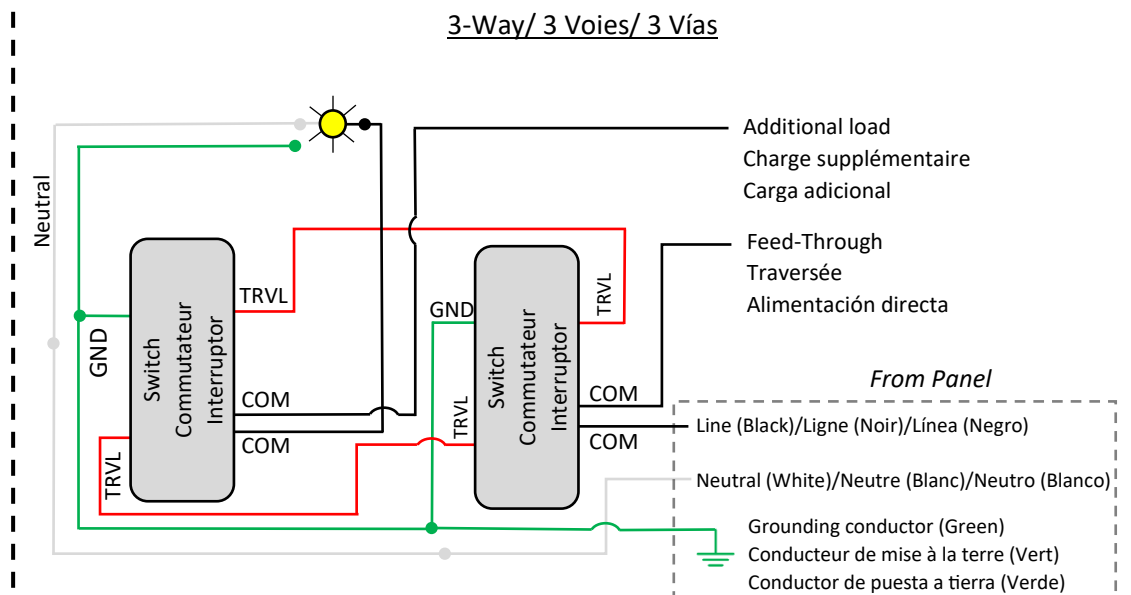 3-Way/ 3 Voies/ 3 Vías
Additional load
Charge supplémentaire
Carga adicional
Neutral
Feed-Through
Traversée
Alimentación directa
TRVL
GND
TRVL
GND
Switch
Commutateur
Interruptor
Switch
Commutateur
Interruptor
COM
COM
TRVL
TRVL
COM
COM
From Panel
Line (Black)/Ligne (Noir)/Línea (Negro)
Neutral (White)/Neutre (Blanc)/Neutro (Blanco)
Grounding conductor (Green)
Conducteur de mise à la terre (Vert)
Conductor de puesta a tierra (Verde)